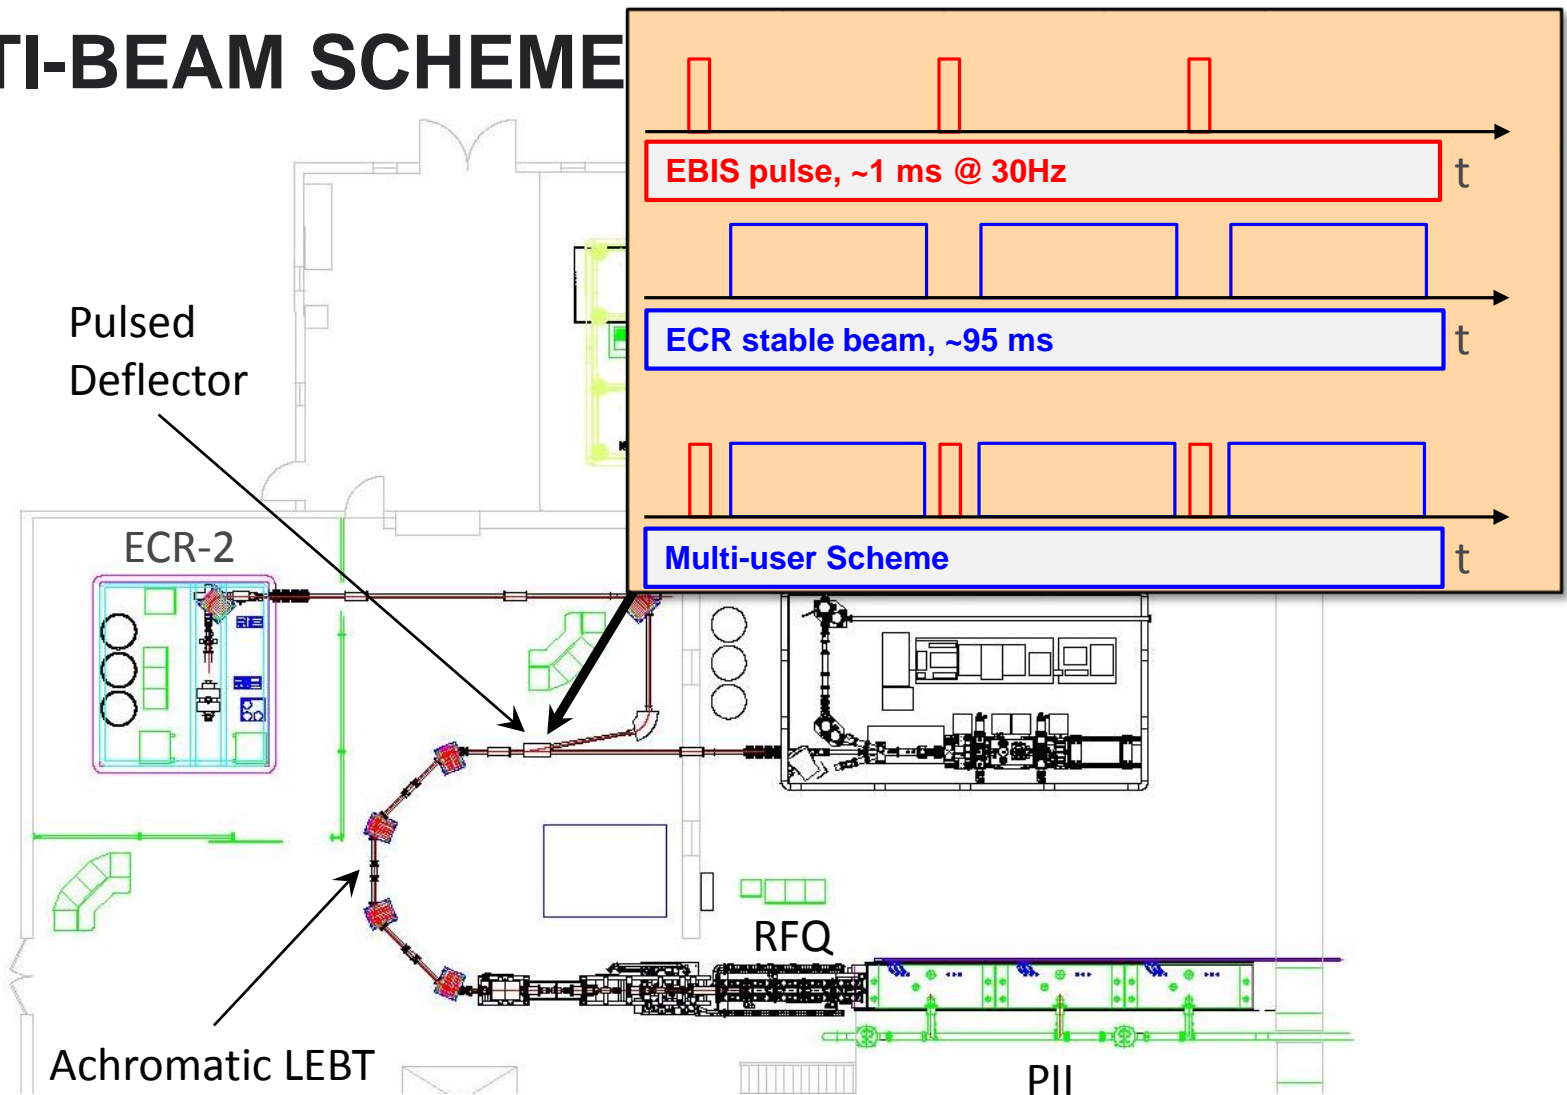 TI-BEAM SCHEME
EBIS pulse, ~1 ms @ 30Hz
t
ECR stable beam, ~95 ms
t
Multi-user Scheme
t
Pulsed
Deflector
ECR-2
RFQ
Achromatic LEBT
PII